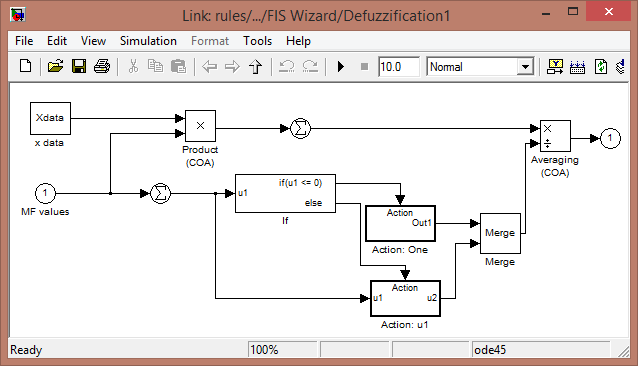 Link: rules/.../FIS Wizard/Defuzzification1
File Edit View Simulation Format Tools Help
10.0 Normal
Xdata
x data
×
Product
(COA)
Σ
×
÷
Averaging
(COA)
1
1
MF values
Σ
u1
if(u1 <= 0)
else
If
Action
Out1
Action: One
Merge
Merge
Action
u1 u2
Action: u1
Ready 100% ode45